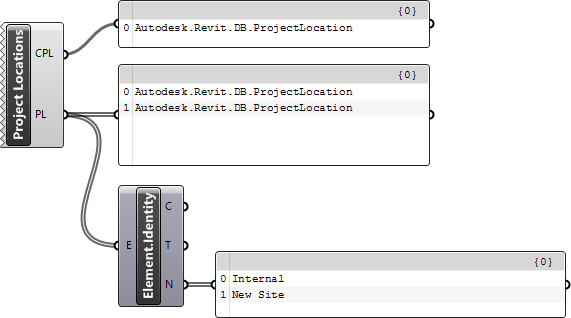 {0}
0 Autodesk.Revit.DB.ProjectLocation
Project Locations
CPL
PL
{0}
0 Autodesk.Revit.DB.ProjectLocation
1 Autodesk.Revit.DB.ProjectLocation
Element.Identity
E
C
T
N
{0}
0 Internal
1 New Site